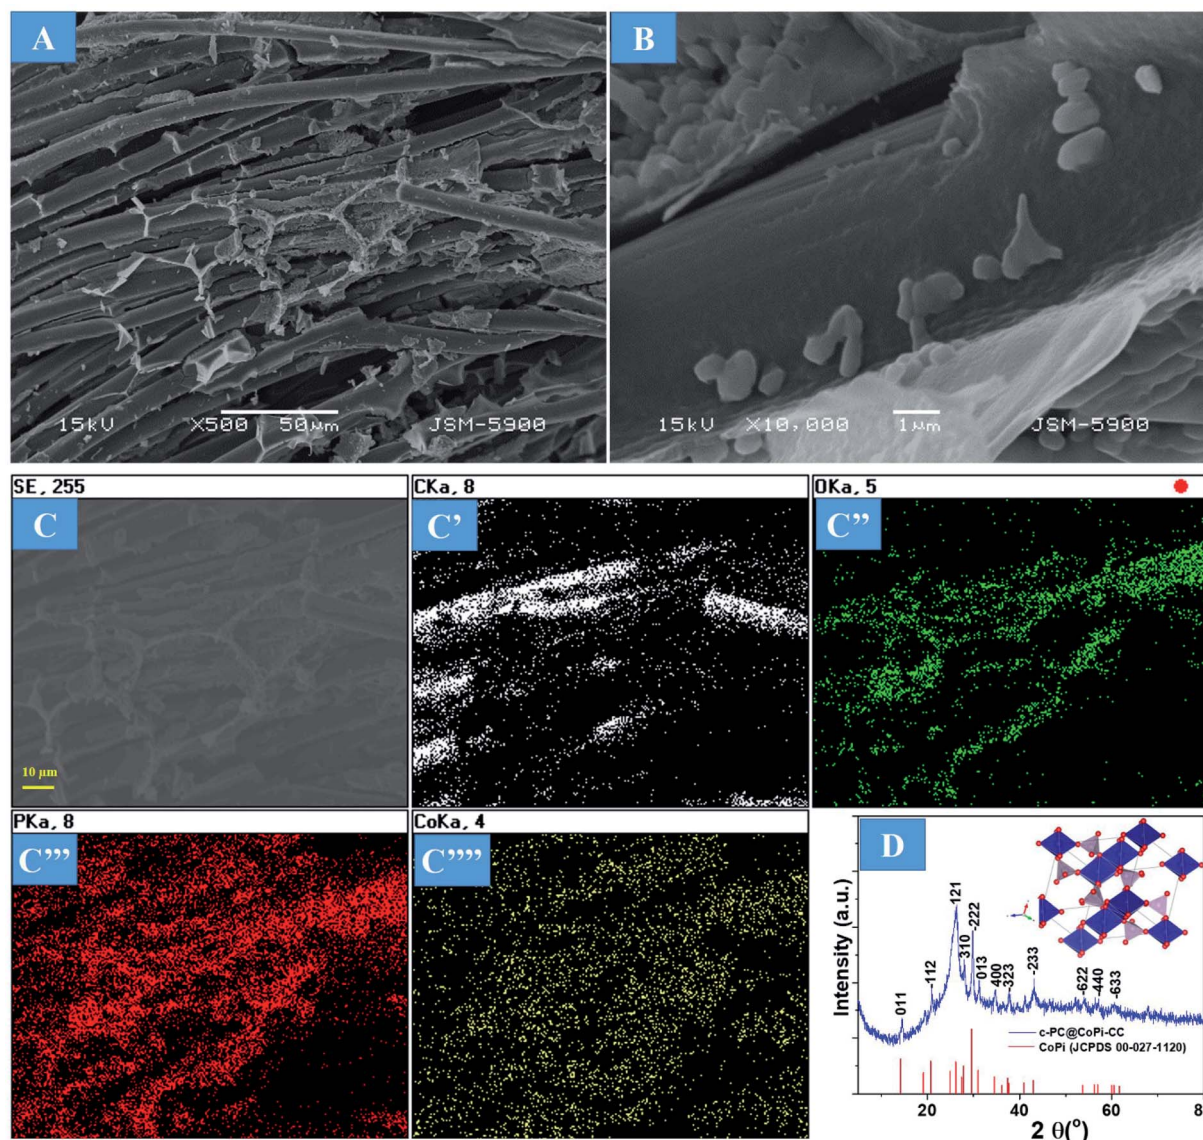 A
15kV X500 50µm JSM-5900
B
15kV X10,000 1µm JSM-5900
SE, 255
C
10 µm
CKa, 8
C’
OKa, 5
C”
PKa, 8
C”’
CoKa, 4
C””
D
Intensity (a.u.)
011
-112
121
310
-222
013
400
-323
-233
-622
-440
-633
c-PC@CoPi-CC
CoPi (JCPDS 00-027-1120)
20 40 60 8
2 θ(°)